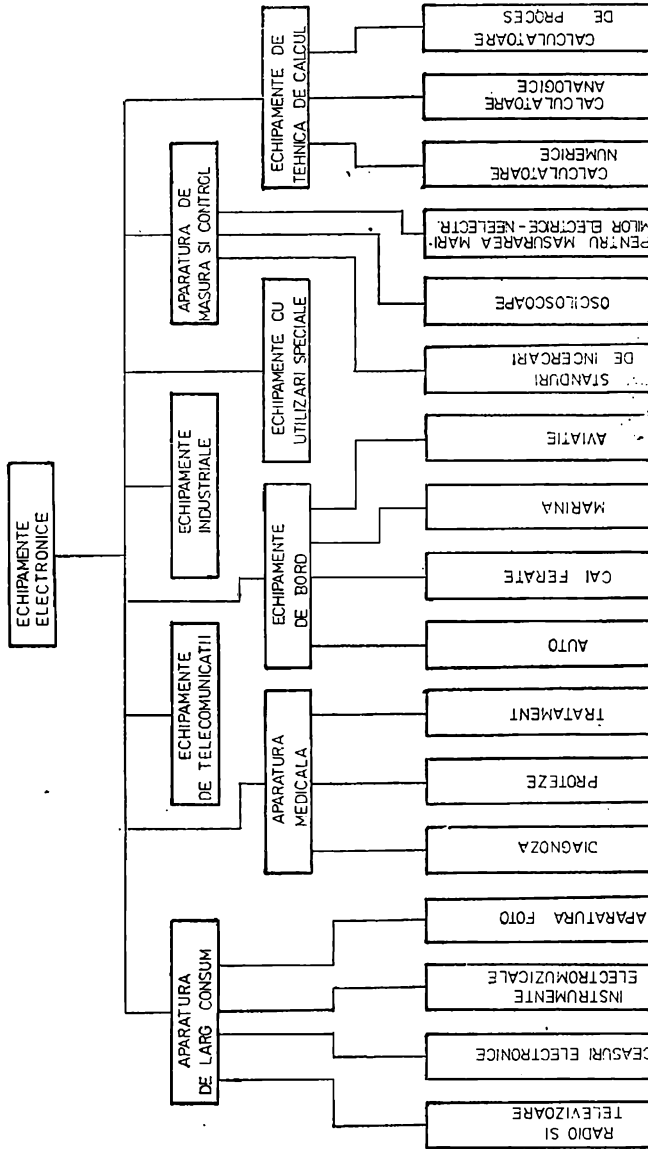 ECHIPAMENTE
ELECTRONICE
APARATURA
DE LARG CONSUM
ECHIPAMENTE
DE TELECOMUNICATII
ECHIPAMENTE
INDUSTRIALE
APARATURA DE
MASURA SI CONTROL
APARATURA
MEDICALA
ECHIPAMENTE
DE BORD
ECHIPAMENTE CU
UTILIZARI SPECIALE
ECHIPAMENTE DE
TEHNICA DE CALCUL
RADIO SI
TELEVIZOARE
CEASURI ELECTRONICE
INSTRUMENTE
ELECTROMUZICALE
APARATURA FOTO
DIAGNOZA
PROTEZE
TRATAMENT
AUTO
CAI FERATE
MARINA
AVIATIE
STANDURI
DE INCERCARI
OSCILOSCOAPE
PENTRU MASURAREA MARI-
MILOR ELECTRICE-NEELECTR.
CALCULATOARE
NUMERICE
CALCULATOARE
ANALOGICE
CALCULATOARE
DE PROCES